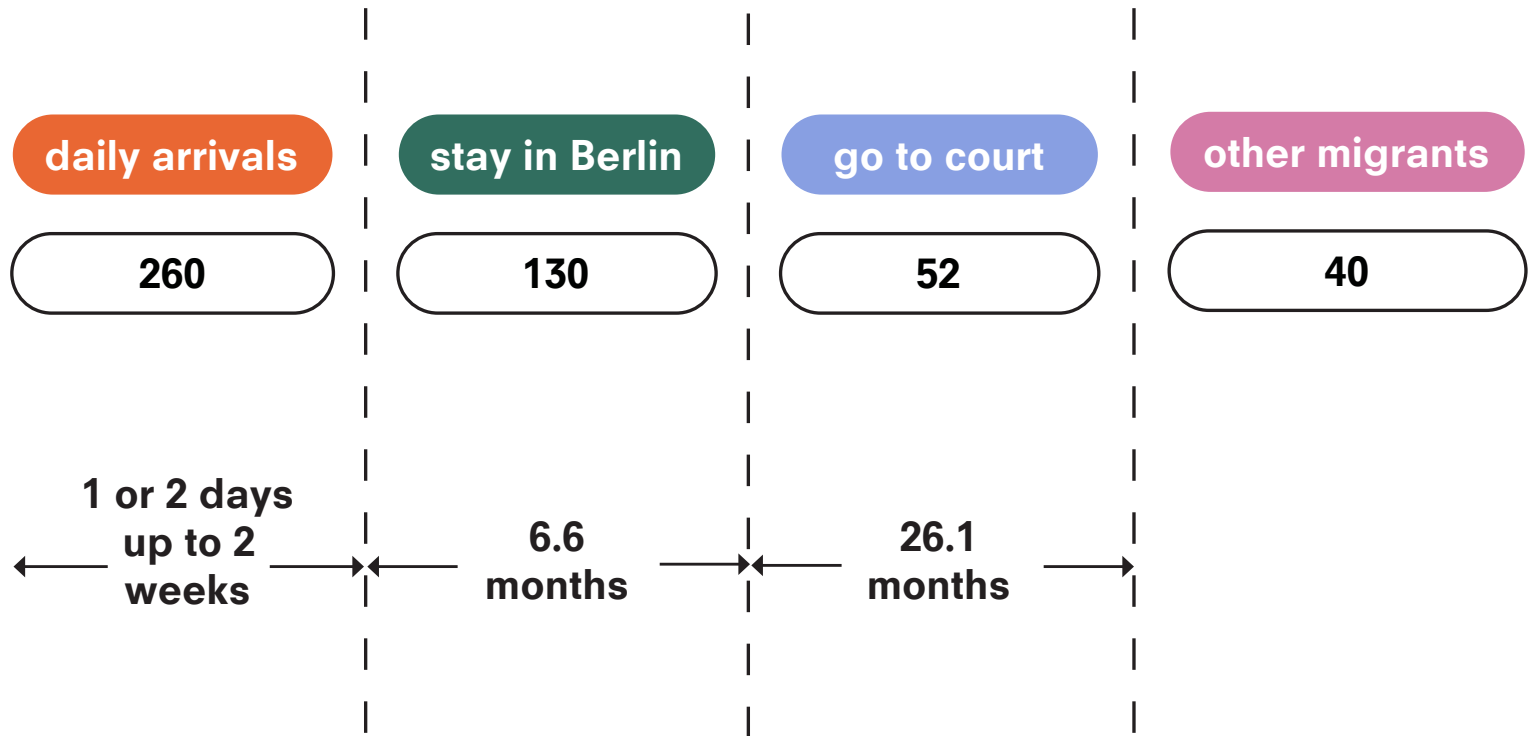 daily arrivals
stay in Berlin
go to court
other migrants
260
130
52
40
1 or 2 days
up to 2
weeks
6.6
months
26.1
months